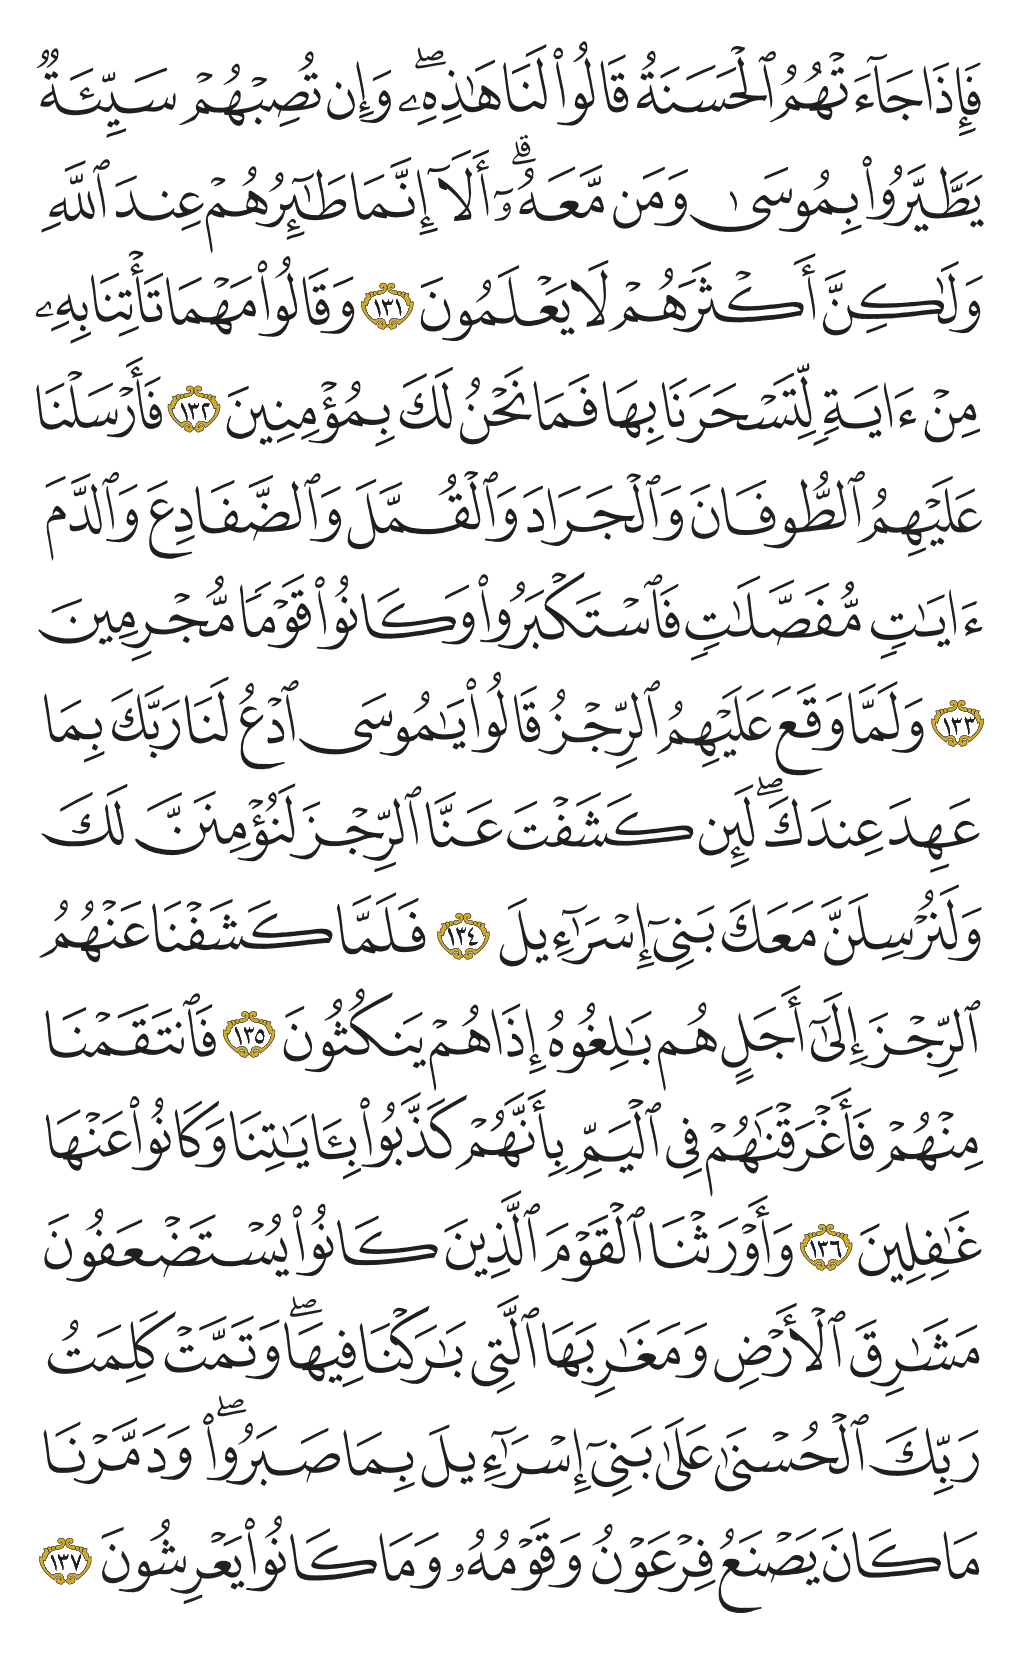 فَإِذَا جَآءَتْهُمُ ٱلْحَسَنَةُ قَالُوا۟ لَنَا هَـٰذِهِۦ ۖ وَإِن تُصِبْهُمْ سَيِّئَةٌ
يَطَّيَّرُوا۟ بِمُوسَىٰ وَمَن مَّعَهُۥٓ ۗ أَلَآ إِنَّمَا طَـٰٓئِرُهُمْ عِندَ ٱللَّهِ
وَلَـٰكِنَّ أَكْثَرَهُمْ لَا يَعْلَمُونَ ١٣١ وَقَالُوا۟ مَهْمَا تَأْتِنَا بِهِۦ
مِنْ ءَايَةٍ لِّتَسْحَرَنَا بِهَا فَمَا نَحْنُ لَكَ بِمُؤْمِنِينَ ١٣٢ فَأَرْسَلْنَا
عَلَيْهِمُ ٱلطُّوفَانَ وَٱلْجَرَادَ وَٱلْقُمَّلَ وَٱلضَّفَادِعَ وَٱلدَّمَ
ءَايَـٰتٍ مُّفَصَّلَـٰتٍ فَٱسْتَكْبَرُوا۟ وَكَانُوا۟ قَوْمًا مُّجْرِمِينَ
١٣٣ وَلَمَّا وَقَعَ عَلَيْهِمُ ٱلرِّجْزُ قَالُوا۟ يَـٰمُوسَى ٱدْعُ لَنَا رَبَّكَ بِمَا
عَهِدَ عِندَكَ ۖ لَئِن كَشَفْتَ عَنَّا ٱلرِّجْزَ لَنُؤْمِنَنَّ لَكَ
وَلَنُرْسِلَنَّ مَعَكَ بَنِىٓ إِسْرَٰٓءِيلَ ١٣٤ فَلَمَّا كَشَفْنَا عَنْهُمُ
ٱلرِّجْزَ إِلَىٰٓ أَجَلٍ هُم بَـٰلِغُوهُ إِذَا هُمْ يَنكُثُونَ ١٣٥ فَٱنتَقَمْنَا
مِنْهُمْ فَأَغْرَقْنَـٰهُمْ فِى ٱلْيَمِّ بِأَنَّهُمْ كَذَّبُوا۟ بِـَٔايَـٰتِنَا وَكَانُوا۟ عَنْهَا
غَـٰفِلِينَ ١٣٦ وَأَوْرَثْنَا ٱلْقَوْمَ ٱلَّذِينَ كَانُوا۟ يُسْتَضْعَفُونَ
مَشَـٰرِقَ ٱلْأَرْضِ وَمَغَـٰرِبَهَا ٱلَّتِى بَـٰرَكْنَا فِيهَا ۖ وَتَمَّتْ كَلِمَتُ
رَبِّكَ ٱلْحُسْنَىٰ عَلَىٰ بَنِىٓ إِسْرَٰٓءِيلَ بِمَا صَبَرُوا۟ ۖ وَدَمَّرْنَا
مَا كَانَ يَصْنَعُ فِرْعَوْنُ وَقَوْمُهُۥ وَمَا كَانُوا۟ يَعْرِشُونَ ١٣٧